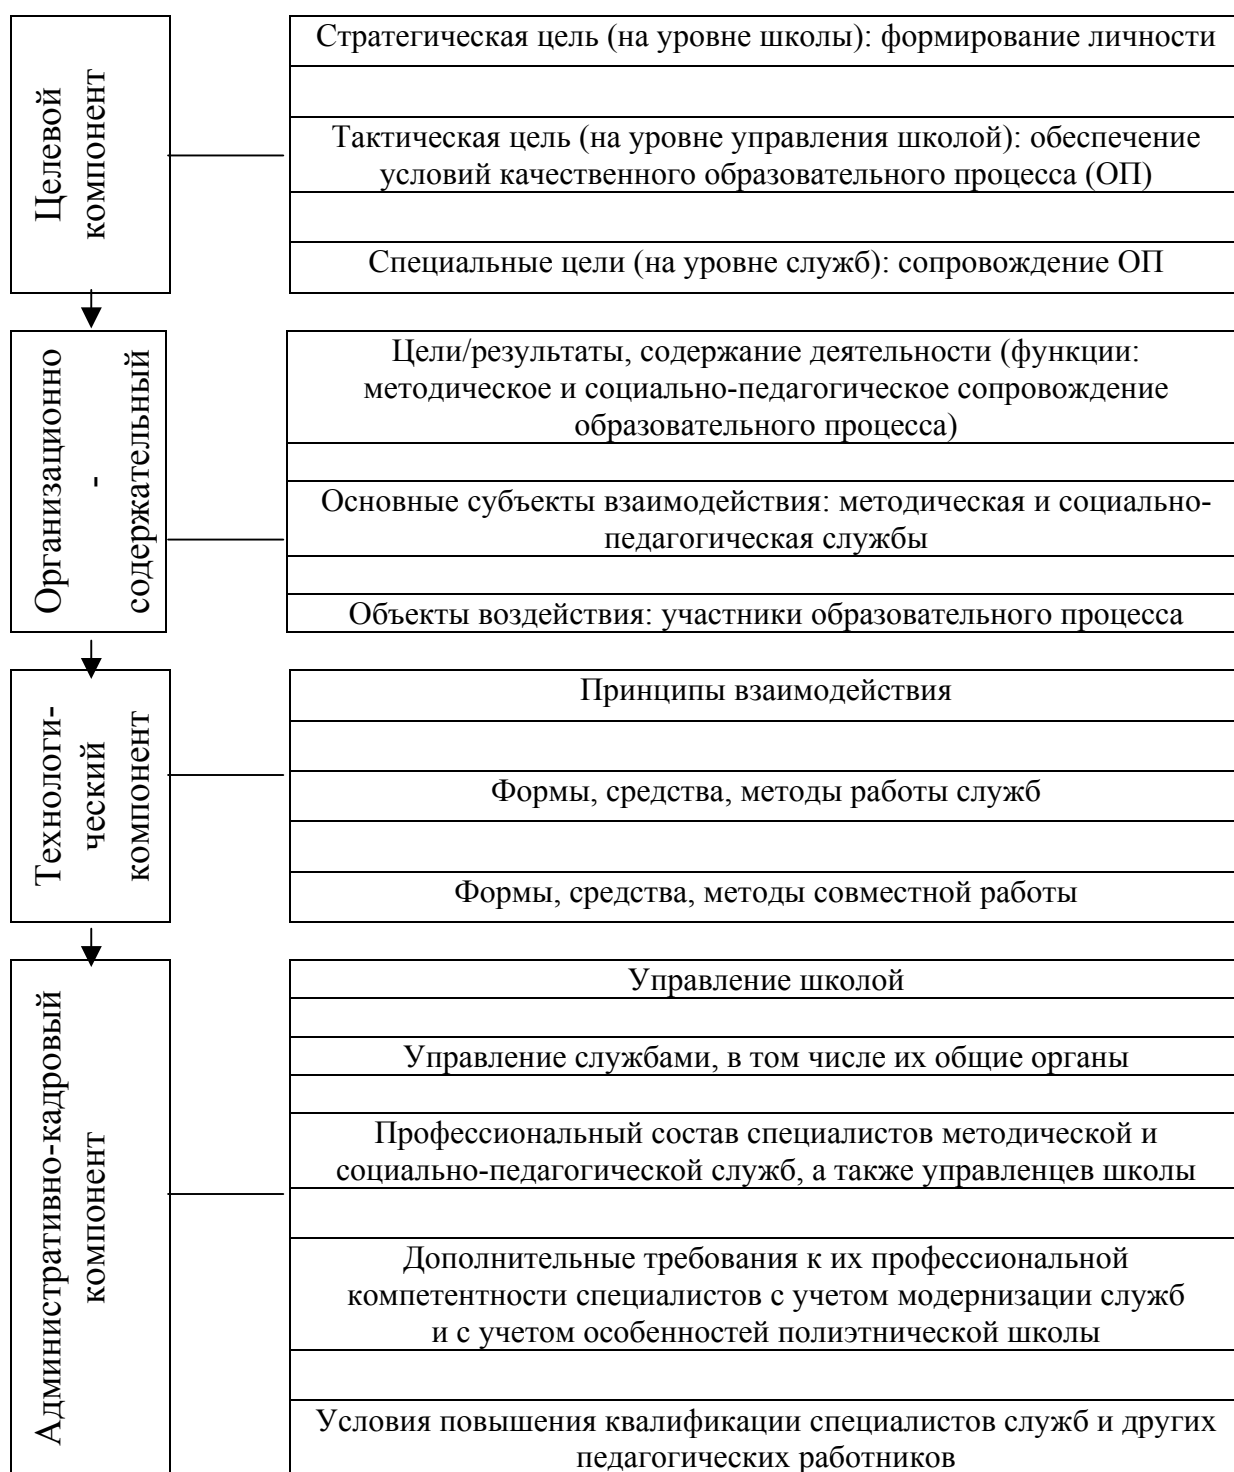 Целевой
компонент
Стратегическая цель (на уровне школы): формирование личности
Тактическая цель (на уровне управления школой): обеспечение
условий качественного образовательного процесса (ОП)
Специальные цели (на уровне служб): сопровождение ОП
Организационно
-
содержательный
Цели/результаты, содержание деятельности (функции:
методическое и социально-педагогическое сопровождение
образовательного процесса)
Основные субъекты взаимодействия: методическая и социально-
педагогическая службы
Объекты воздействия: участники образовательного процесса
Технологи-
ческий
компонент
Принципы взаимодействия
Формы, средства, методы работы служб
Формы, средства, методы совместной работы
Административно-кадровый
компонент
Управление школой
Управление службами, в том числе их общие органы
Профессиональный состав специалистов методической и
социально-педагогической служб, а также управленцев школы
Дополнительные требования к их профессиональной
компетентности специалистов с учетом модернизации служб
и с учетом особенностей полиэтнической школы
Условия повышения квалификации специалистов служб и других
педагогических работников